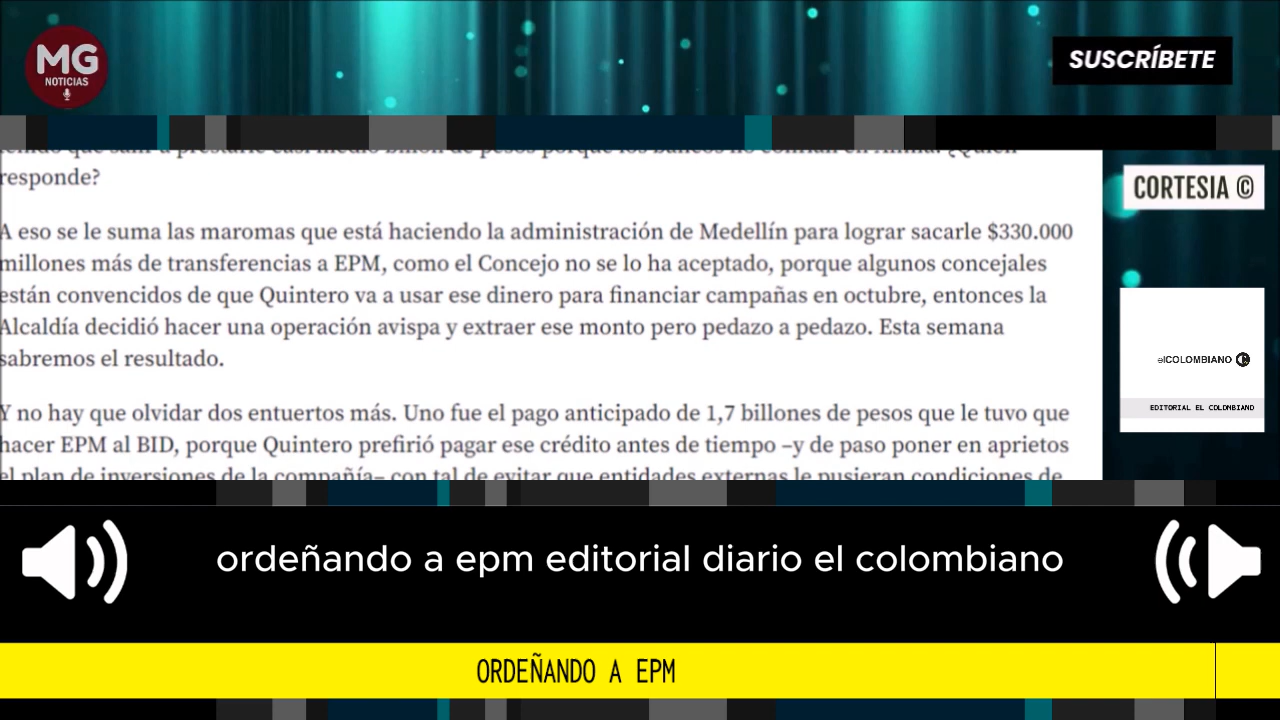 MG
NOTICIAS
SUSCRÍBETE
responde?
A eso se le suma las maromas que está haciendo la administración de Medellín para lograr sacarle $330.000
millones más de transferencias a EPM, como el Concejo no se lo ha aceptado, porque algunos concejales
están convencidos de que Quintero va a usar ese dinero para financiar campañas en octubre, entonces la
Alcaldía decidió hacer una operación avispa y extraer ese monto pero pedazo a pedazo. Esta semana
sabremos el resultado.
Y no hay que olvidar dos entuertos más. Uno fue el pago anticipado de 1,7 billones de pesos que le tuvo que
hacer EPM al BID, porque Quintero prefirió pagar ese crédito antes de tiempo –y de paso poner en aprietos
el plan de inversiones de la compañía– con tal de evitar que entidades externas le pusieran condiciones de
CORTESIA ©
elCOLOMBIANO
EDITORIAL EL COLOMBIANO
ordeñando a epm editorial diario el colombiano
ORDEÑANDO A EPM